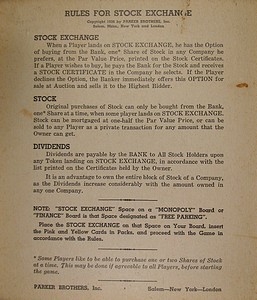 RULES FOR STOCK EXCHANGE
Copyright 1936 by PARKER BROTHERS, Inc.
Salem, Mass., New York and London
STOCK EXCHANGE
When a Player lands on STOCK EXCHANGE, he has the Option
of buying from the Bank, one* Share of Stock in any Company he
prefers, at the Par Value Price, printed on the Stock Certificates.
If a Player wishes to buy, he pays the Bank for the Stock and receives
a STOCK CERTIFICATE in the Company he selects. If the Player
declines the Option, the Banker immediately offers this OPTION for
sale at Auction and sells it to the Highest Bidder.
STOCK
Original purchases of Stock can only be bought from the Bank,
one* Share at a Time, when some player lands on STOCK EXCHANGE.
Stock can be mortgaged at one-half the Par Value Price, or can be
sold to any Player as a private transaction for any amount that the
Owner can get.
DIVIDENDS
Dividends are payable by the BANK to All Stock Holders upon
any Token landing on STOCK EXCHANGE, in accordance with the
list printed on the Certificates held by the Owner.
It is an advantage to own the entire block of Stock of a Company,
as the Dividends increase considerably with the amount owned in
any one Company.
NOTE: "STOCK EXCHANGE" Space on a "MONOPOLY" Board or
"FINANCE" Board is that Space designated as "FREE PARKING".
Place the STOCK EXCHANGE on that Space on Your Board, insert
the Pink and Yellow Cards in Packs, and proceed with the Game in
accordance with the Rules.
*Some Players like to be able to purchase one or two Shares of Stock
at a time. This may be done if agreeable to all Players, before starting
the game.
PARKER BROTHERS, Inc. Salem—New York—London